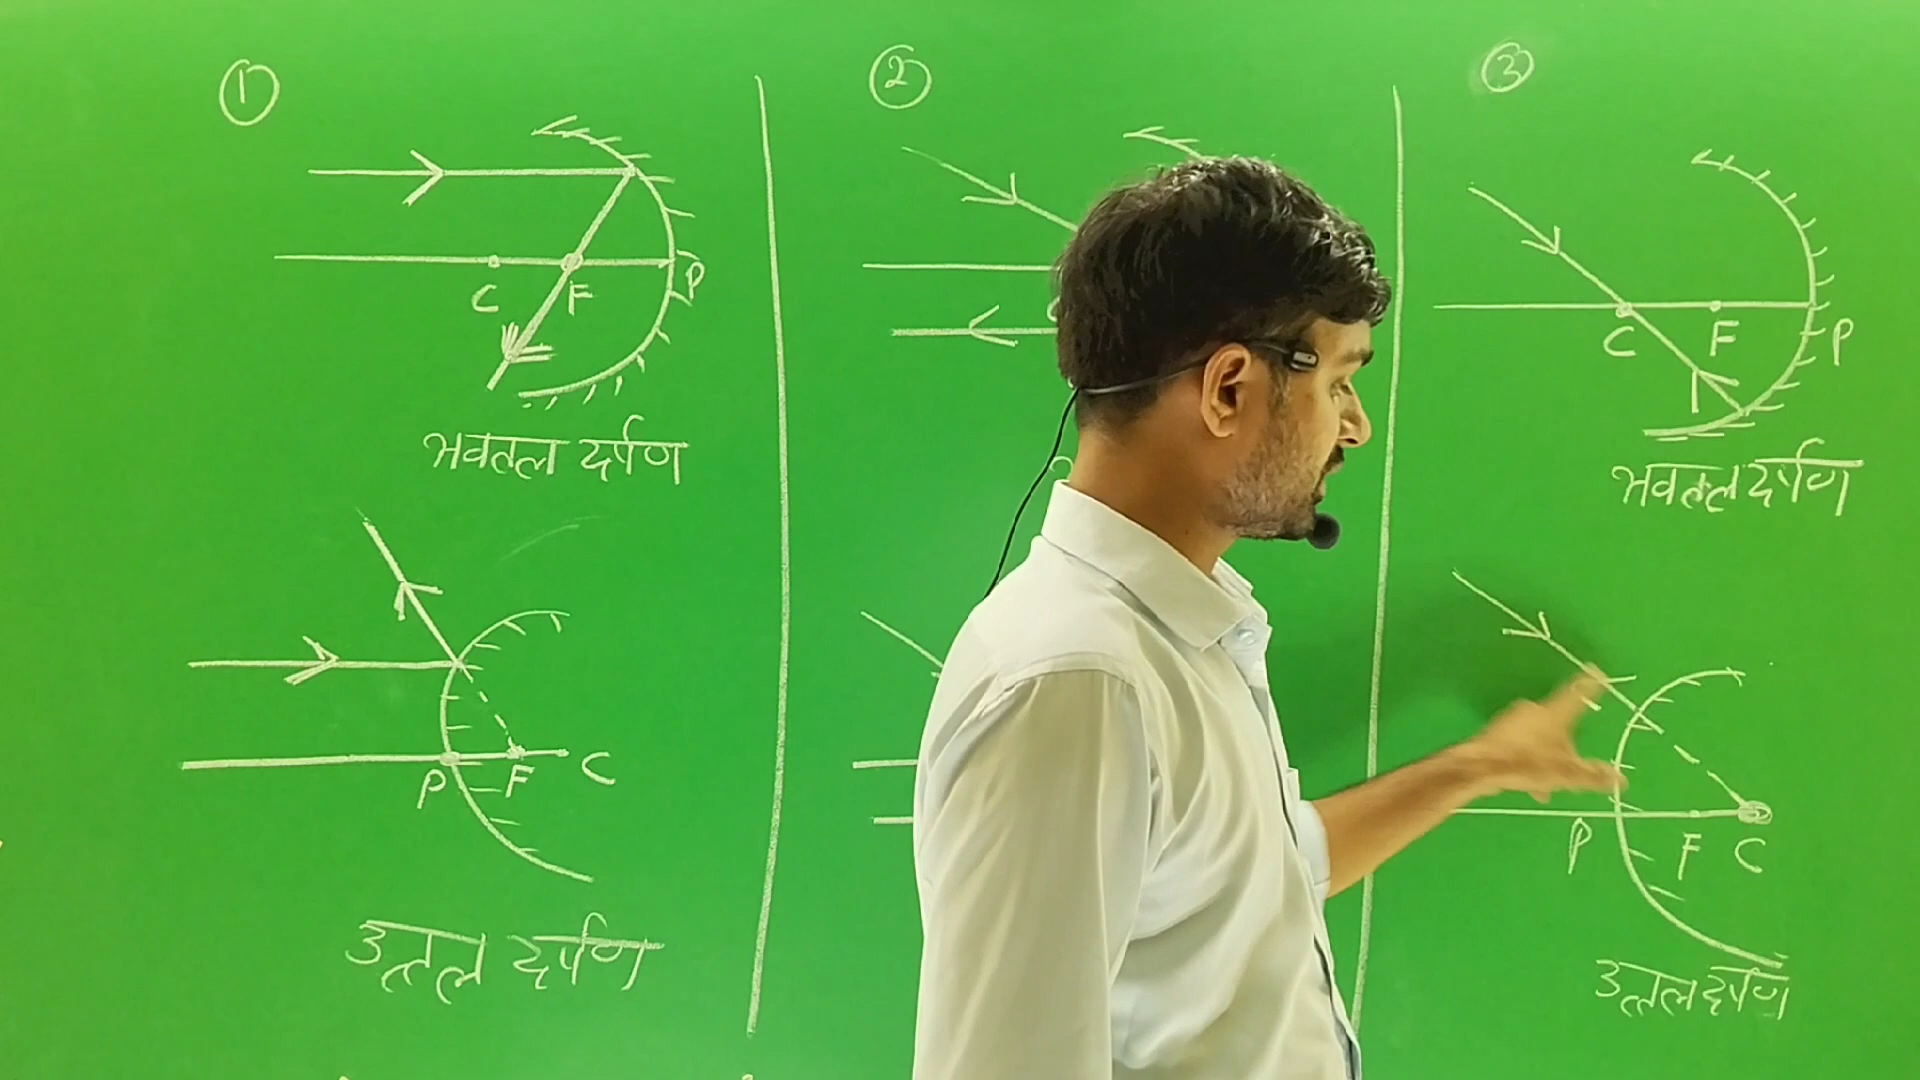 ①
C F P
अवतल दर्पण
P F C
उत्तल दर्पण
②
③
C F P
अवतल दर्पण
P F C
उत्तल दर्पण